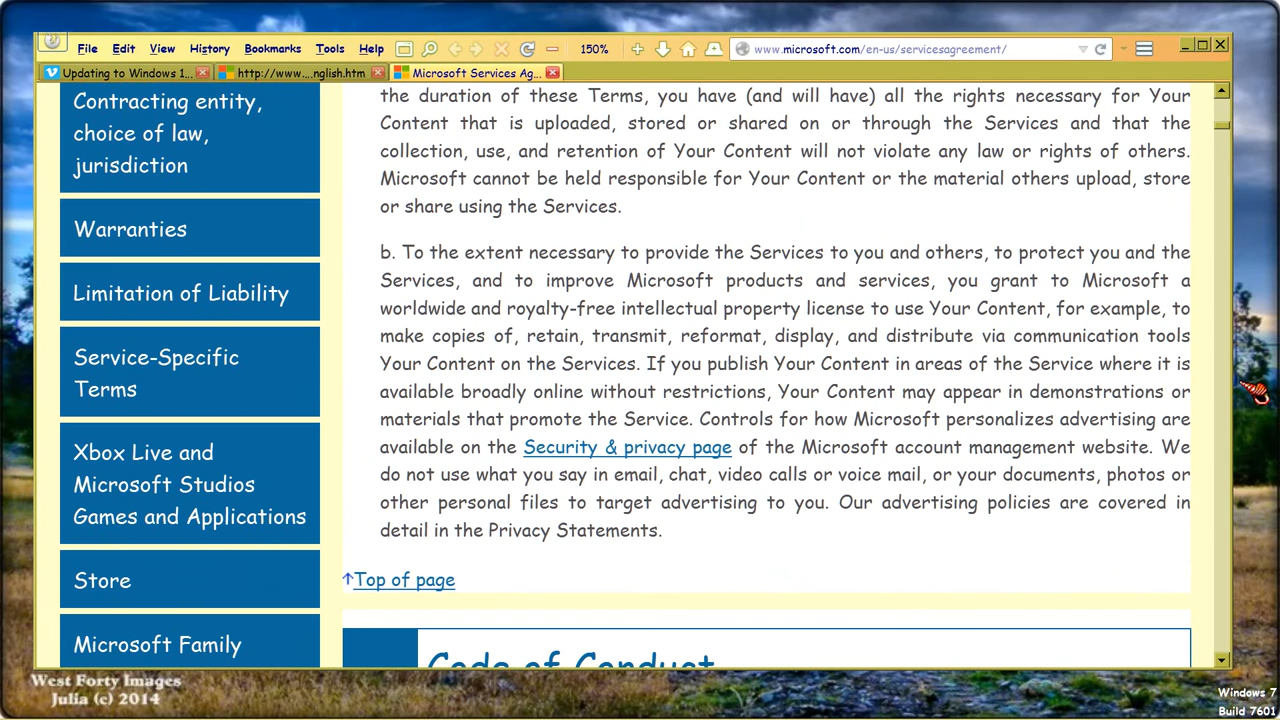 File Edit View History Bookmarks Tools Help 150% www.microsoft.com/en-us/servicesagreement/
Updating to Windows 1... http://www....nglish.htm Microsoft Services Ag...
Contracting entity,
choice of law,
jurisdiction
Warranties
Limitation of Liability
Service-Specific
Terms
Xbox Live and
Microsoft Studios
Games and Applications
Store
Microsoft Family
the duration of these Terms, you have (and will have) all the rights necessary for Your
Content that is uploaded, stored or shared on or through the Services and that the
collection, use, and retention of Your Content will not violate any law or rights of others.
Microsoft cannot be held responsible for Your Content or the material others upload, store
or share using the Services.
b. To the extent necessary to provide the Services to you and others, to protect you and the
Services, and to improve Microsoft products and services, you grant to Microsoft a
worldwide and royalty-free intellectual property license to use Your Content, for example, to
make copies of, retain, transmit, reformat, display, and distribute via communication tools
Your Content on the Services. If you publish Your Content in areas of the Service where it is
available broadly online without restrictions, Your Content may appear in demonstrations or
materials that promote the Service. Controls for how Microsoft personalizes advertising are
available on the Security & privacy page of the Microsoft account management website. We
do not use what you say in email, chat, video calls or voice mail, or your documents, photos or
other personal files to target advertising to you. Our advertising policies are covered in
detail in the Privacy Statements.
↑Top of page
Code of Conduct
West Forty Images
Julia (c) 2014
Windows 7
Build 7601